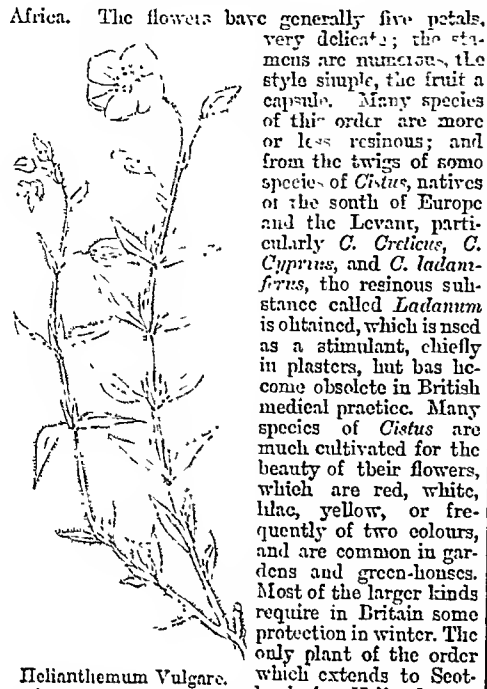 Africa. The flowers have generally five petals,
very delicate; the sta-
mens are numerous, the
style simple, the fruit a
capsule. Many species
of this order are more
or less resinous; and
from the twigs of some
species of Cistus, natives
of the south of Europe
and the Levant, parti-
cularly C. Creticus, C.
Cyprius, and C. ladani-
ferus, the resinous sub-
stance called Ladanum
is obtained, which is used
as a stimulant, chiefly
in plasters, but has be-
come obsolete in British
medical practice. Many
species of Cistus are
much cultivated for the
beauty of their flowers,
which are red, white,
lilac, yellow, or fre-
quently of two colours,
and are common in gar-
dens and green-houses.
Most of the larger kinds
require in Britain some
protection in winter. The
only plant of the order
which extends to Scot-
Helianthemum Vulgare.